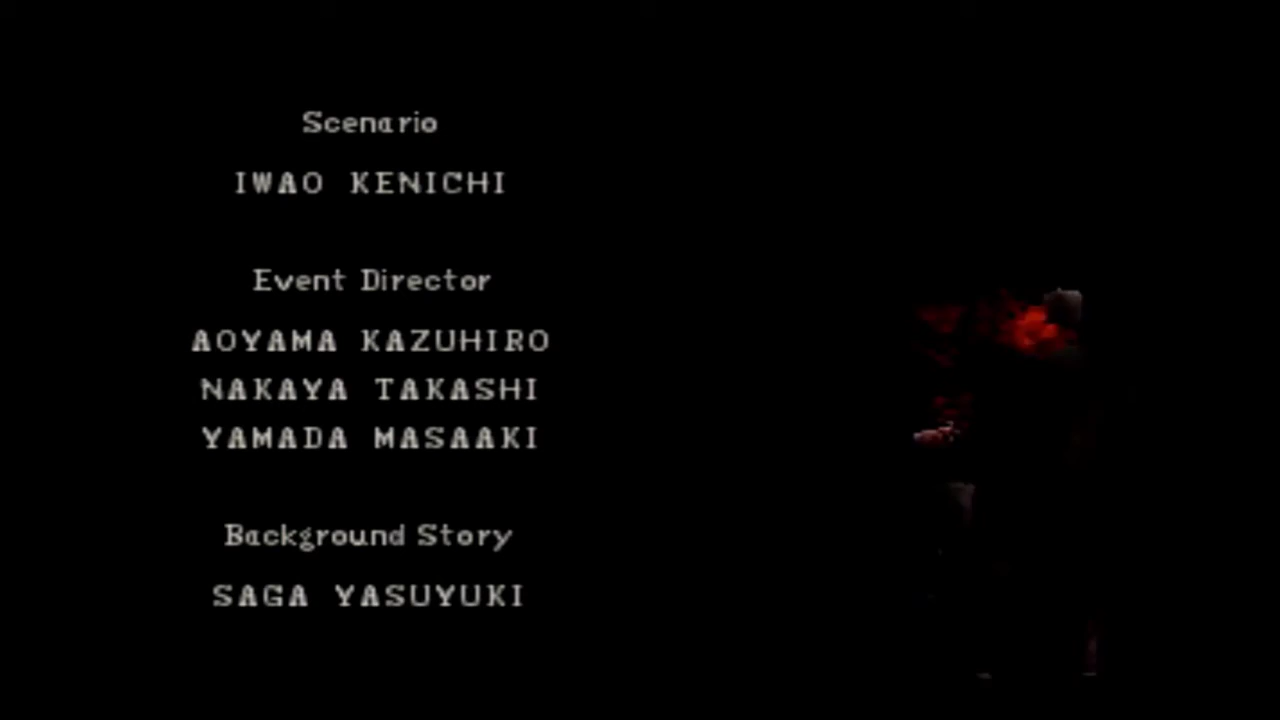 Scenario
IWAO KENICHI
Event Director
AOYAMA KAZUHIRO
NAKAYA TAKASHI
YAMADA MASAAKI
Background Story
SAGA YASUYUKI